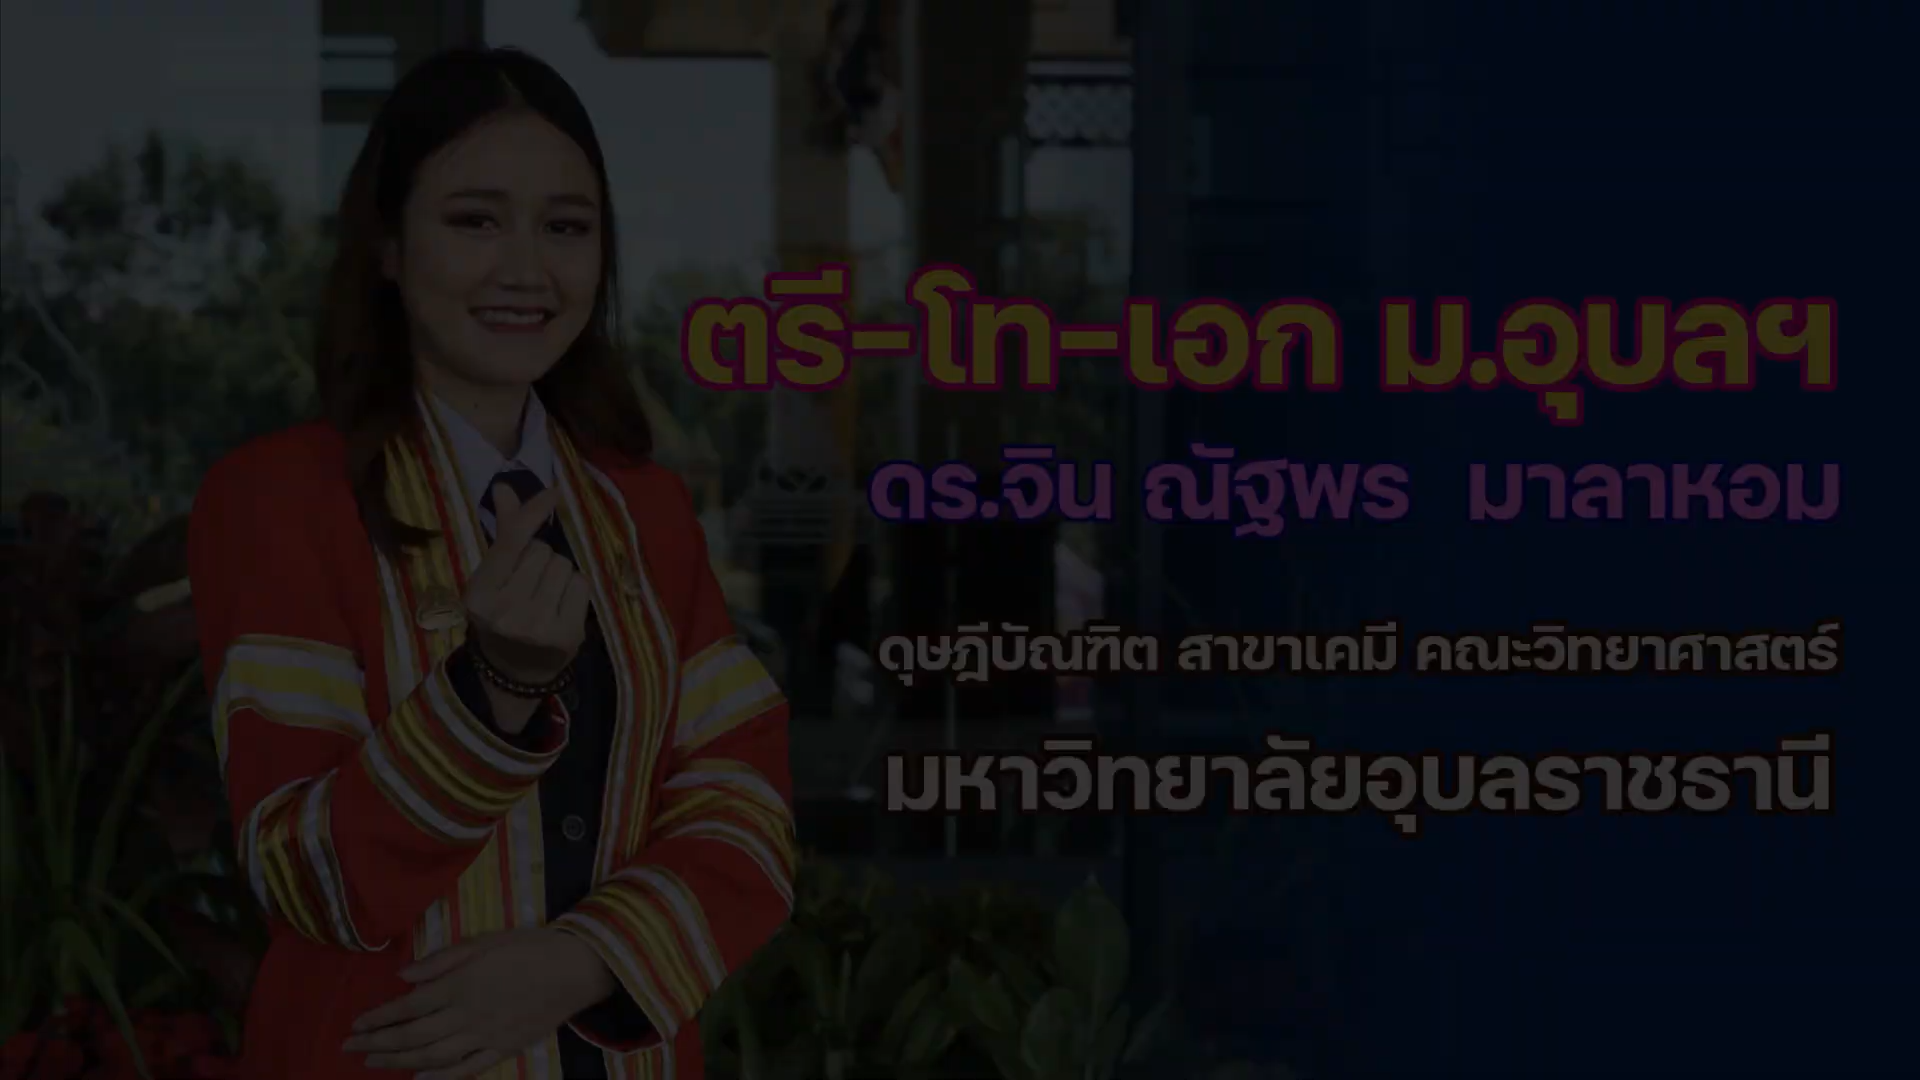 ตรี-โท-เอก ม.อุบลฯ
ดร.จิน ณัฐพร มาลาหอม
ดุษฎีบัณฑิต สาขาเคมี คณะวิทยาศาสตร์
มหาวิทยาลัยอุบลราชธานี